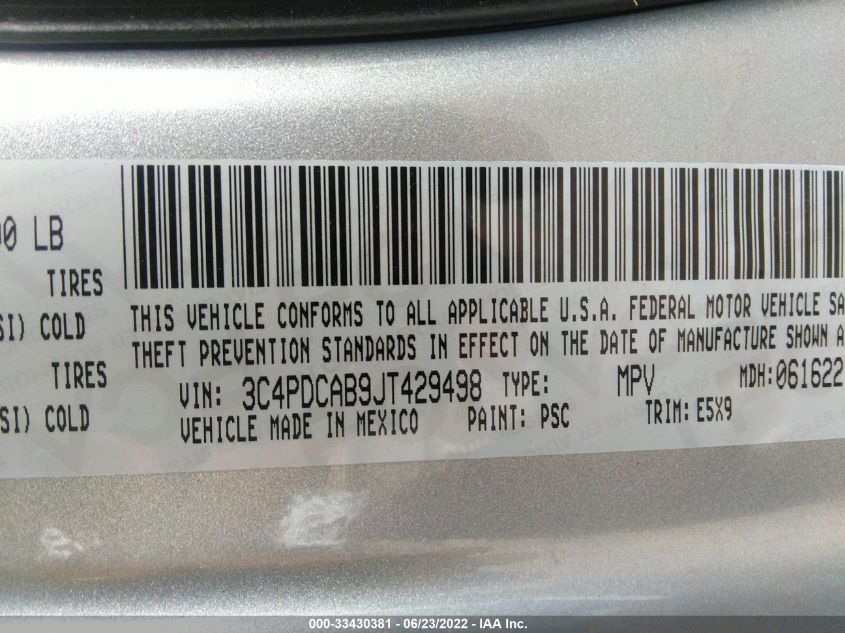 00 LB
TIRES
SI) COLD
TIRES
SI) COLD
THIS VEHICLE CONFORMS TO ALL APPLICABLE U.S.A. FEDERAL MOTOR VEHICLE SA
THEFT PREVENTION STANDARDS IN EFFECT ON THE DATE OF MANUFACTURE SHOWN A
VIN: 3C4PDCAB9JT429498 TYPE: MPV MDH:061622
VEHICLE MADE IN MEXICO PAINT: PSC TRIM: E5X9
000-33430381 - 06/23/2022 - IAA Inc.